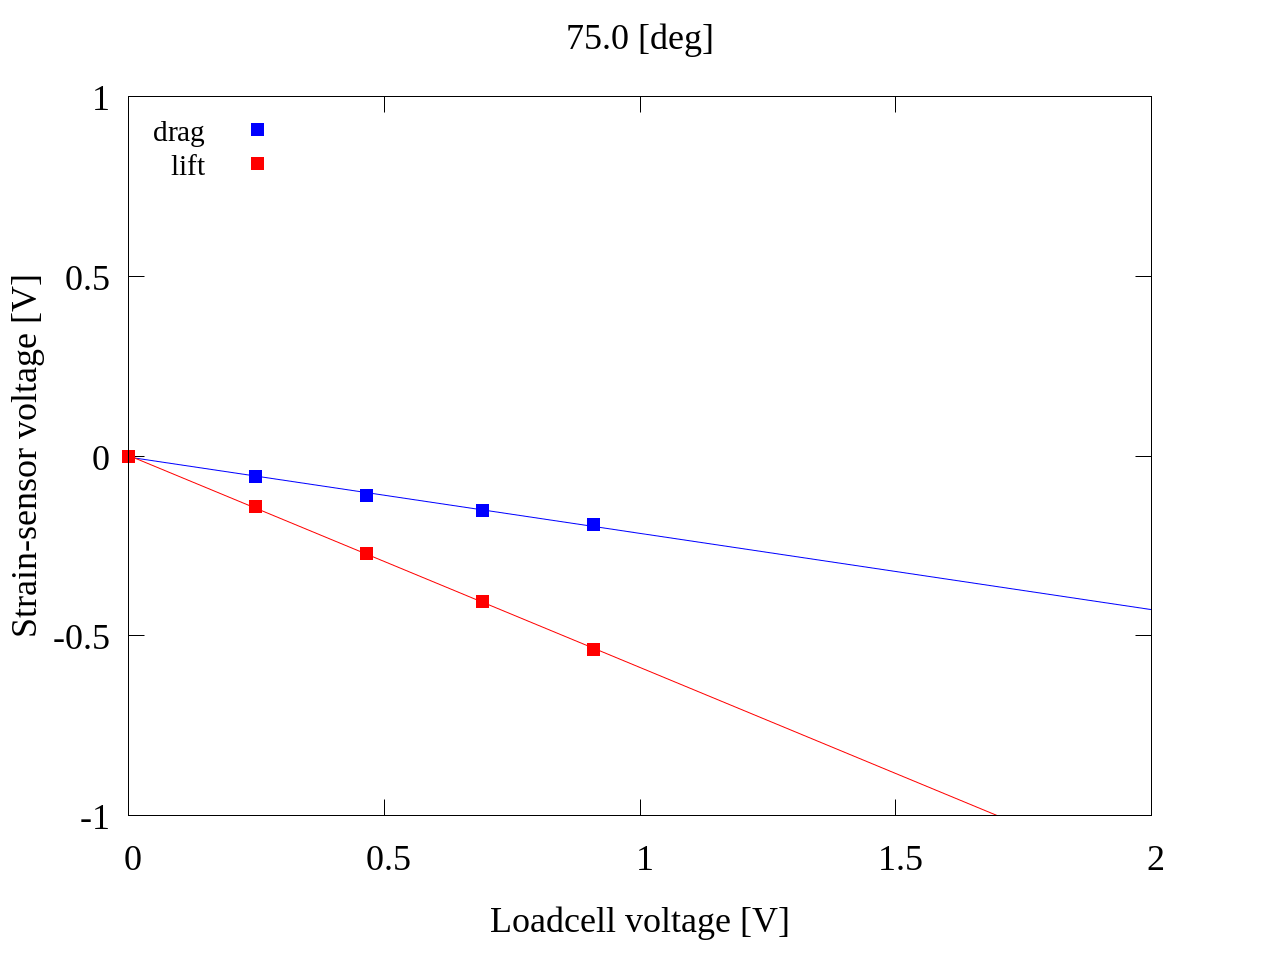 75.0 [deg]
1
drag
lift
0.5
0
-0.5
-1
Strain-sensor voltage [V]
0 0.5 1 1.5 2
Loadcell voltage [V]